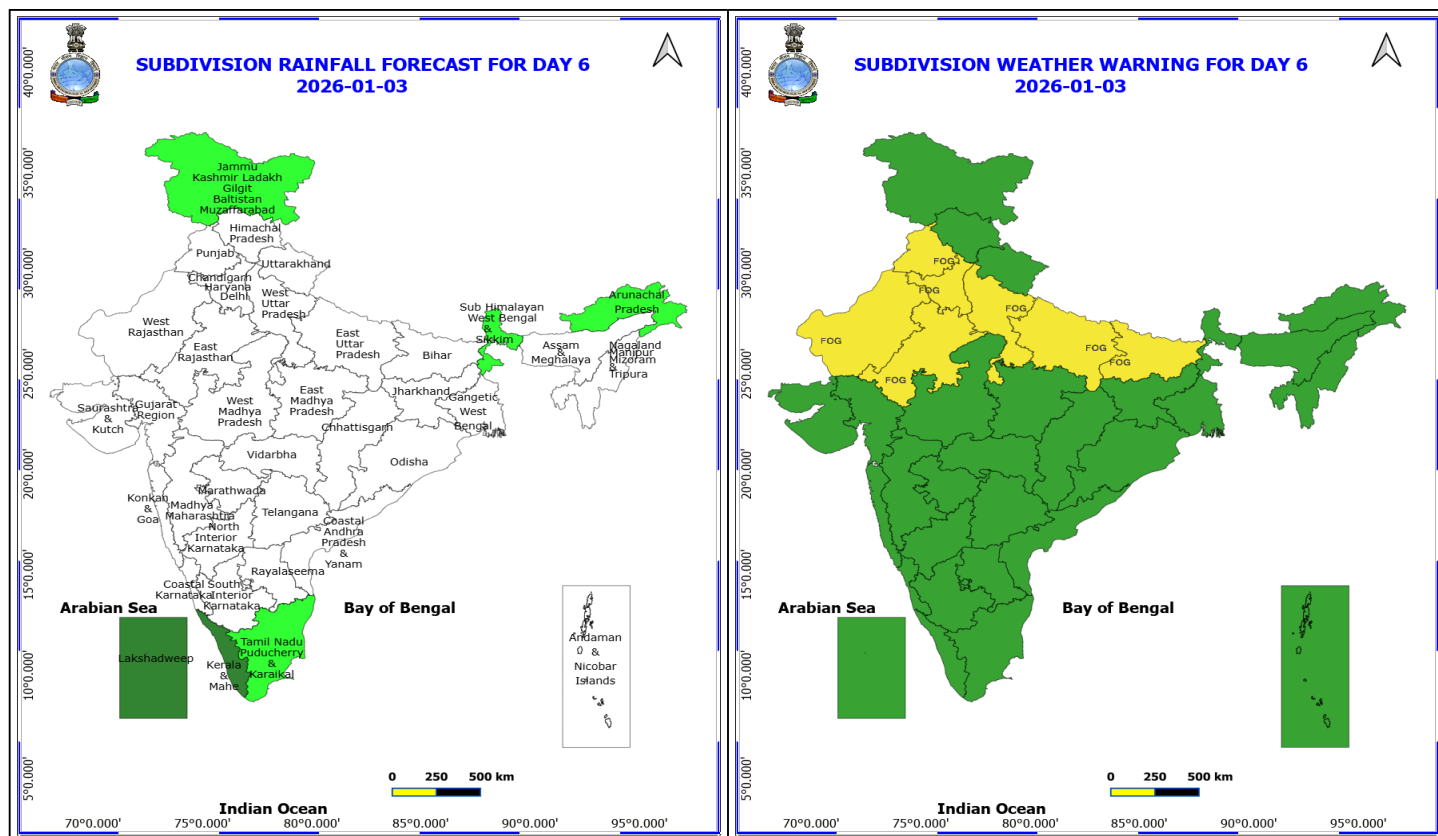 SUBDIVISION RAINFALL FORECAST FOR DAY 6
2026-01-03
40°0.000'
35°0.000'
30°0.000'
25°0.000'
20°0.000'
15°0.000'
10°0.000'
5°0.000'
Jammu
Kashmir Ladakh
Gilgit
Baltistan
Muzaffarabad
Himachal
Pradesh
Punjab
Uttarakhand
Chandigarh
Haryana
Delhi
West
Uttar
Pradesh
West
Rajasthan
East
Rajasthan
East
Uttar
Pradesh
Bihar
Sub Himalayan
West Bengal
&
Sikkim
Arunachal
Pradesh
Assam
&
Meghalaya
Nagaland
Manipur
Mizoram
&
Tripura
Saurashtra
&
Kutch
Gujarat
Region
West
Madhya
Pradesh
East
Madhya
Pradesh
Jharkhand
Gangetic
West
Bengal
Chhattisgarh
Vidarbha
Odisha
Konkan
&
Goa
Madhya
Maharashtra
Marathwada
Telangana
North
Interior
Karnataka
Coastal
Andhra
Pradesh
&
Yanam
Rayalaseema
Coastal
Karnataka
South
Interior
Karnataka
Arabian Sea
Bay of Bengal
Lakshadweep
Kerala
&
Mahe
Tamil Nadu
Puducherry
&
Karaikal
Andaman
&
Nicobar
Islands
0 250 500 km
Indian Ocean
70°0.000' 75°0.000' 80°0.000' 85°0.000' 90°0.000' 95°0.000'
SUBDIVISION WEATHER WARNING FOR DAY 6
2026-01-03
40°0.000'
35°0.000'
30°0.000'
25°0.000'
20°0.000'
15°0.000'
10°0.000'
5°0.000'
FOG
FOG
FOG
FOG
FOG
FOG
Arabian Sea
Bay of Bengal
0 250 500 km
Indian Ocean
70°0.000' 75°0.000' 80°0.000' 85°0.000' 90°0.000' 95°0.000'